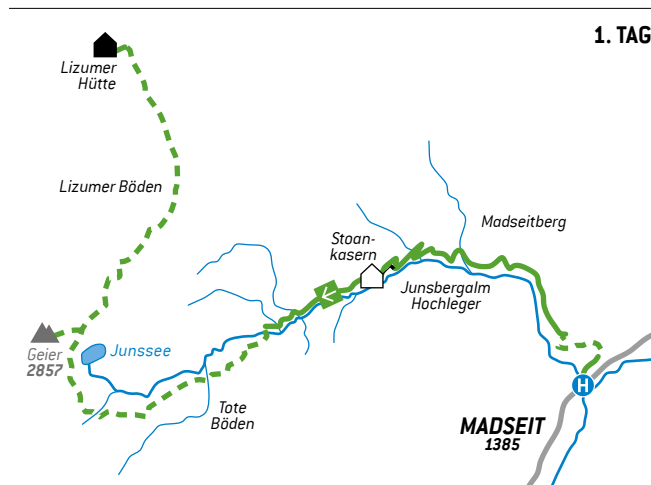 1. TAG
Lizumer
Hütte
Lizumer Böden
Stoan-
kasern
Madseitberg
Junsbergalm
Hochleger
Geier
2857
Junssee
Tote
Böden
H
MADSEIT
1385